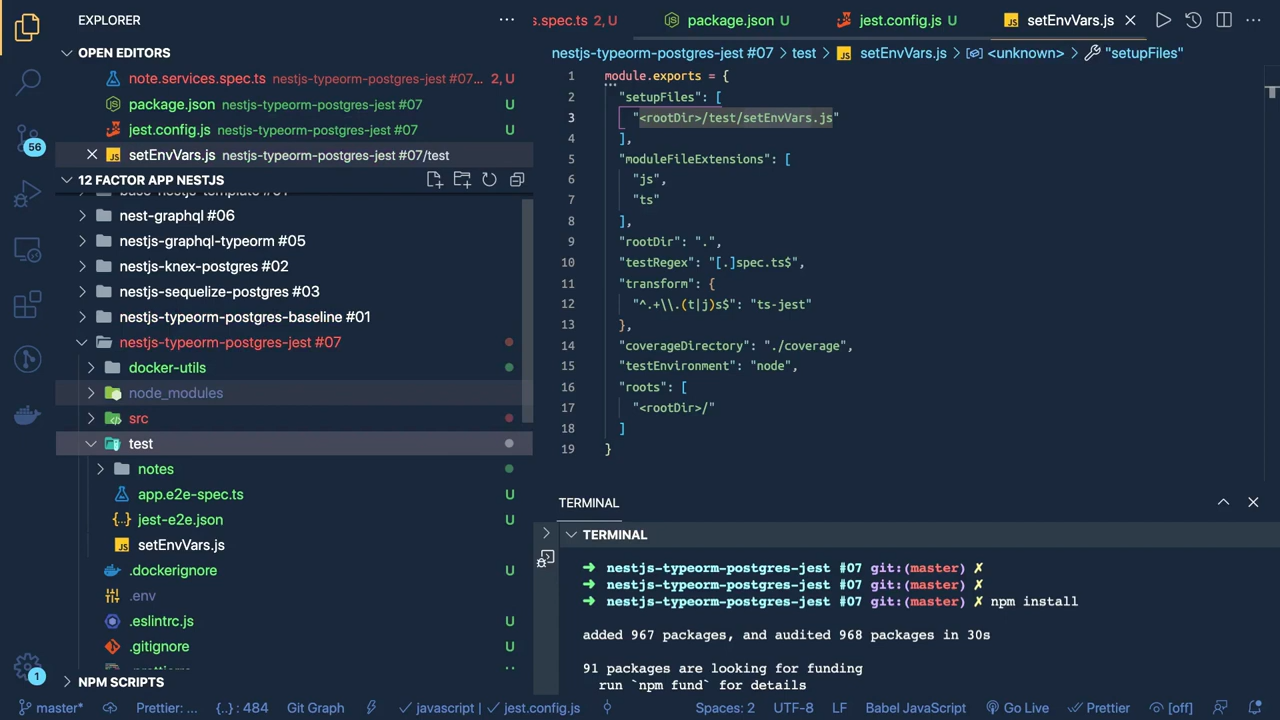 EXPLORER
OPEN EDITORS
note.services.spec.ts nestjs-typeorm-postgres-jest #07... 2, U
package.json nestjs-typeorm-postgres-jest #07 U
jest.config.js nestjs-typeorm-postgres-jest #07 U
setEnvVars.js nestjs-typeorm-postgres-jest #07/test
12 FACTOR APP NESTJS
nest-graphql #06
nestjs-graphql-typeorm #05
nestjs-knex-postgres #02
nestjs-sequelize-postgres #03
nestjs-typeorm-postgres-baseline #01
nestjs-typeorm-postgres-jest #07
docker-utils
node_modules
src
test
notes
app.e2e-spec.ts U
jest-e2e.json U
setEnvVars.js
.dockerignore U
.env
.eslintrc.js U
.gitignore U
NPM SCRIPTS
56
1
s.spec.ts 2, U package.json U jest.config.js U setEnvVars.js
nestjs-typeorm-postgres-jest #07 > test > setEnvVars.js > <unknown> > "setupFiles"
1 module.exports = {
2 "setupFiles": [
3 "<rootDir>/test/setEnvVars.js"
4 ],
5 "moduleFileExtensions": [
6 "js",
7 "ts"
8 ],
9 "rootDir": ".",
10 "testRegex": "[.]spec.ts$",
11 "transform": {
12 "^.+\\.(t|j)s$": "ts-jest"
13 },
14 "coverageDirectory": "./coverage",
15 "testEnvironment": "node",
16 "roots": [
17 "<rootDir>/"
18 ]
19 }
TERMINAL
TERMINAL
➜ nestjs-typeorm-postgres-jest #07 git:(master) ✗
➜ nestjs-typeorm-postgres-jest #07 git:(master) ✗
➜ nestjs-typeorm-postgres-jest #07 git:(master) ✗ npm install
added 967 packages, and audited 968 packages in 30s
91 packages are looking for funding
run `npm fund` for details
master* Prettier: ... {..} : 484 Git Graph javascript | jest.config.js Spaces: 2 UTF-8 LF Babel JavaScript Go Live Prettier [off]